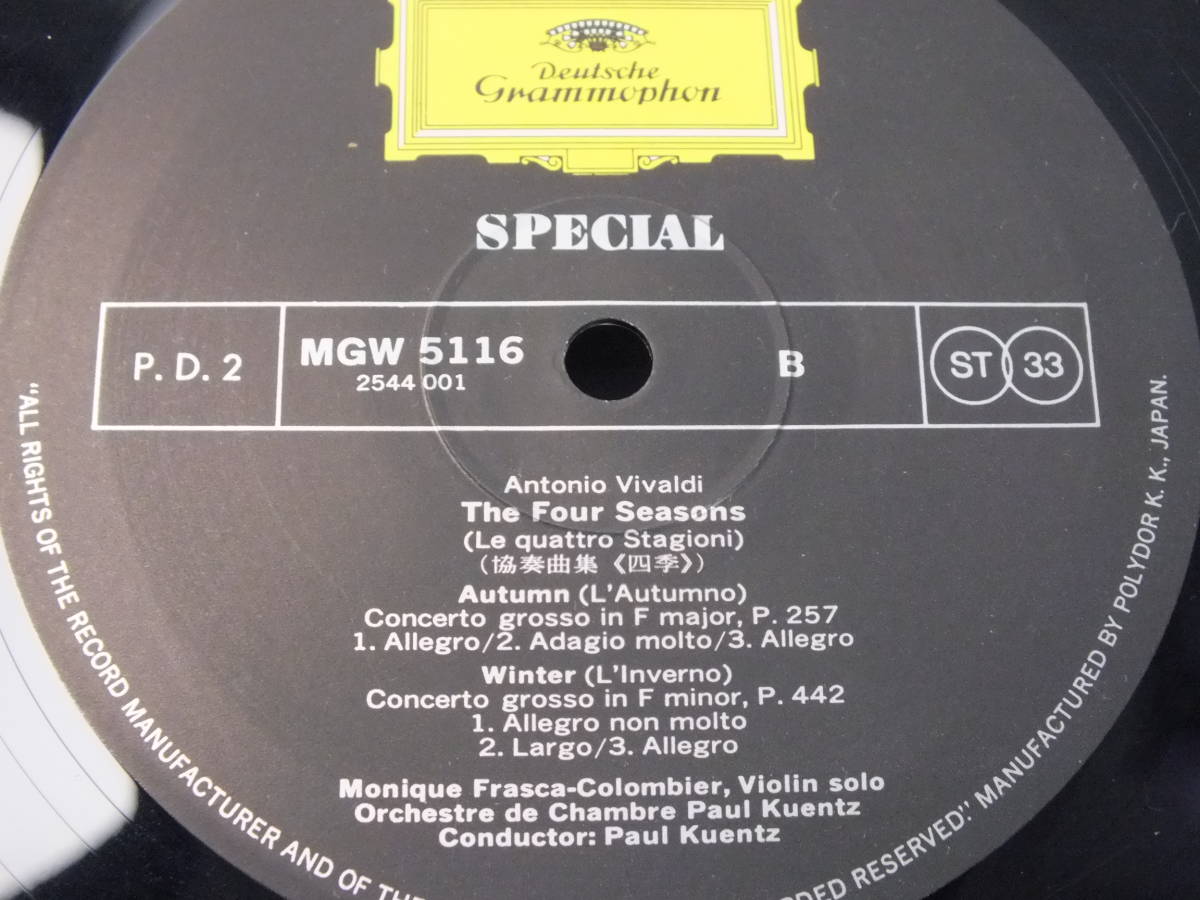 Deutsche
Grammophon
SPECIAL
P. D. 2
MGW 5116
2544 001
B
ST 33
Antonio Vivaldi
The Four Seasons
(Le quattro Stagioni)
(協奏曲集《四季》)
Autumn (L'Autumno)
Concerto grosso in F major, P. 257
1. Allegro/2. Adagio molto/3. Allegro
Winter (L'Inverno)
Concerto grosso in F minor, P. 442
1. Allegro non molto
2. Largo/3. Allegro
Monique Frasca-Colombier, Violin solo
Orchestre de Chambre Paul Kuentz
Conductor: Paul Kuentz
"ALL RIGHTS OF THE RECORD MANUFACTURER AND OF THE
RESERVED." MANUFACTURED BY POLYDOR K. K., JAPAN.